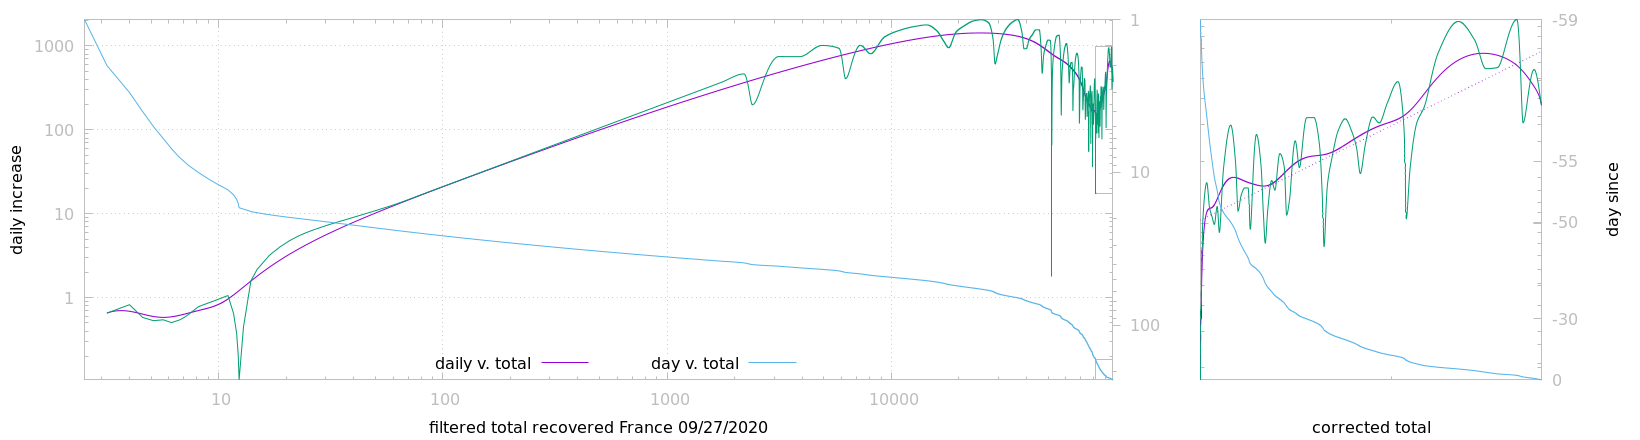 1000
100
10
1
daily increase
10
100
1000
10000
filtered total recovered France 09/27/2020
daily v. total
day v. total
1
10
100
-59
-55
-50
-30
0
day since
corrected total